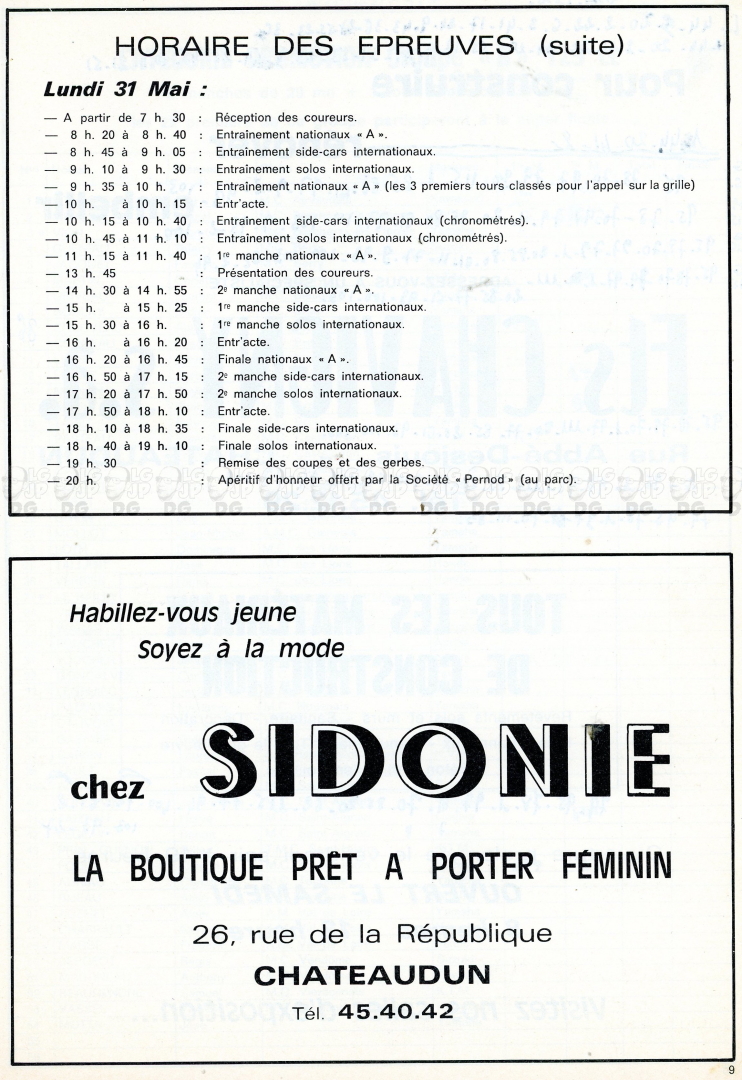 HORAIRE DES EPREUVES (suite)
Lundi 31 Mai :
— A partir de 7 h. 30 : Réception des coureurs.
— 8 h. 20 à 8 h. 40 : Entraînement nationaux « A ».
— 8 h. 45 à 9 h. 05 : Entraînement side-cars internationaux.
— 9 h. 10 à 9 h. 30 : Entraînement solos internationaux.
— 9 h. 35 à 10 h. : Entraînement nationaux « A » (les 3 premiers tours classés pour l'appel sur la grille)
— 10 h. à 10 h. 15 : Entr'acte.
— 10 h. 15 à 10 h. 40 : Entraînement side-cars internationaux (chronométrés).
— 10 h. 45 à 11 h. 10 : Entraînement solos internationaux (chronométrés).
— 11 h. 15 à 11 h. 40 : 1re manche nationaux « A ».
— 13 h. 45 : Présentation des coureurs.
— 14 h. 30 à 14 h. 55 : 2e manche nationaux « A ».
— 15 h. à 15 h. 25 : 1re manche side-cars internationaux.
— 15 h. 30 à 16 h. : 1re manche solos internationaux.
— 16 h. à 16 h. 20 : Entr'acte.
— 16 h. 20 à 16 h. 45 : Finale nationaux « A ».
— 16 h. 50 à 17 h. 15 : 2e manche side-cars internationaux.
— 17 h. 20 à 17 h. 50 : 2e manche solos internationaux.
— 17 h. 50 à 18 h. 10 : Entr'acte.
— 18 h. 10 à 18 h. 35 : Finale side-cars internationaux.
— 18 h. 40 à 19 h. 10 : Finale solos internationaux.
— 19 h. 30 : Remise des coupes et des gerbes.
— 20 h. : Apéritif d'honneur offert par la Société « Pernod » (au parc).
Habillez-vous jeune
Soyez à la mode
chez SIDONIE
LA BOUTIQUE PRÊT A PORTER FÉMININ
26, rue de la République
CHATEAUDUN
Tél. 45.40.42
9